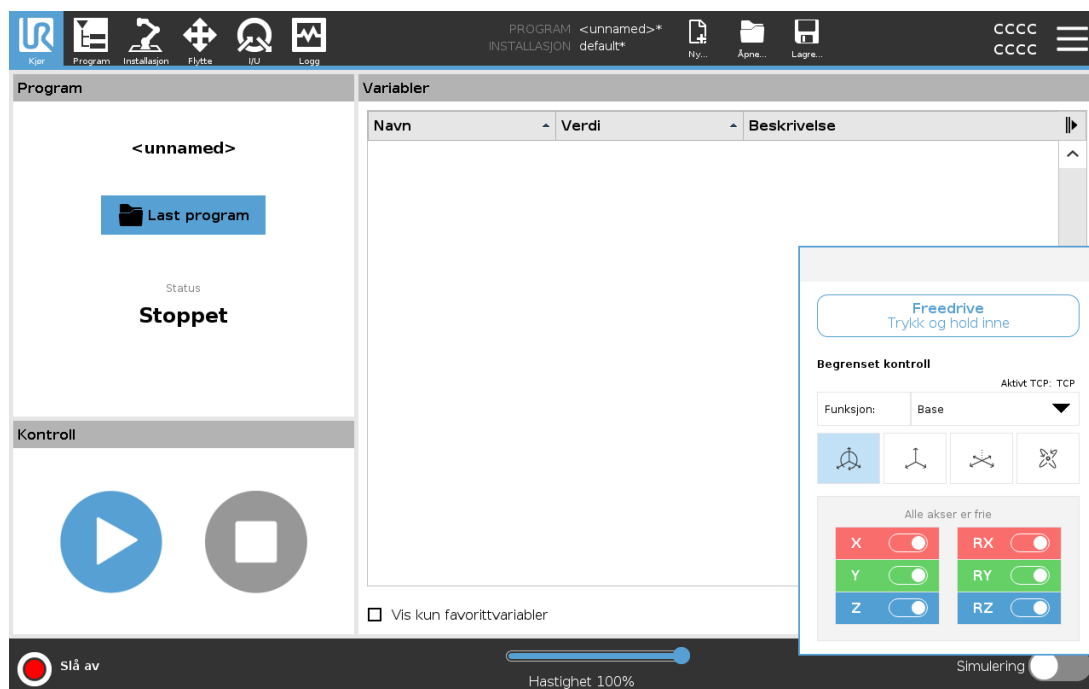 PROGRAM <unnamed>*
INSTALLASJON default*
CCCC
CCCC
Kjør Program Installasjon Flytte I/U Logg Ny... Åpne... Lagre...
Program
Variabler
Navn Verdi Beskrivelse
<unnamed>
Last program
Status
Stoppet
Freedrive
Trykk og hold inne
Begrenset kontroll
Aktivt TCP: TCP
Funksjon: Base
Kontroll
Alle akser er frie
X RX
Y RY
Z RZ
Vis kun favorittvariabler
Slå av
Hastighet 100%
Simulering